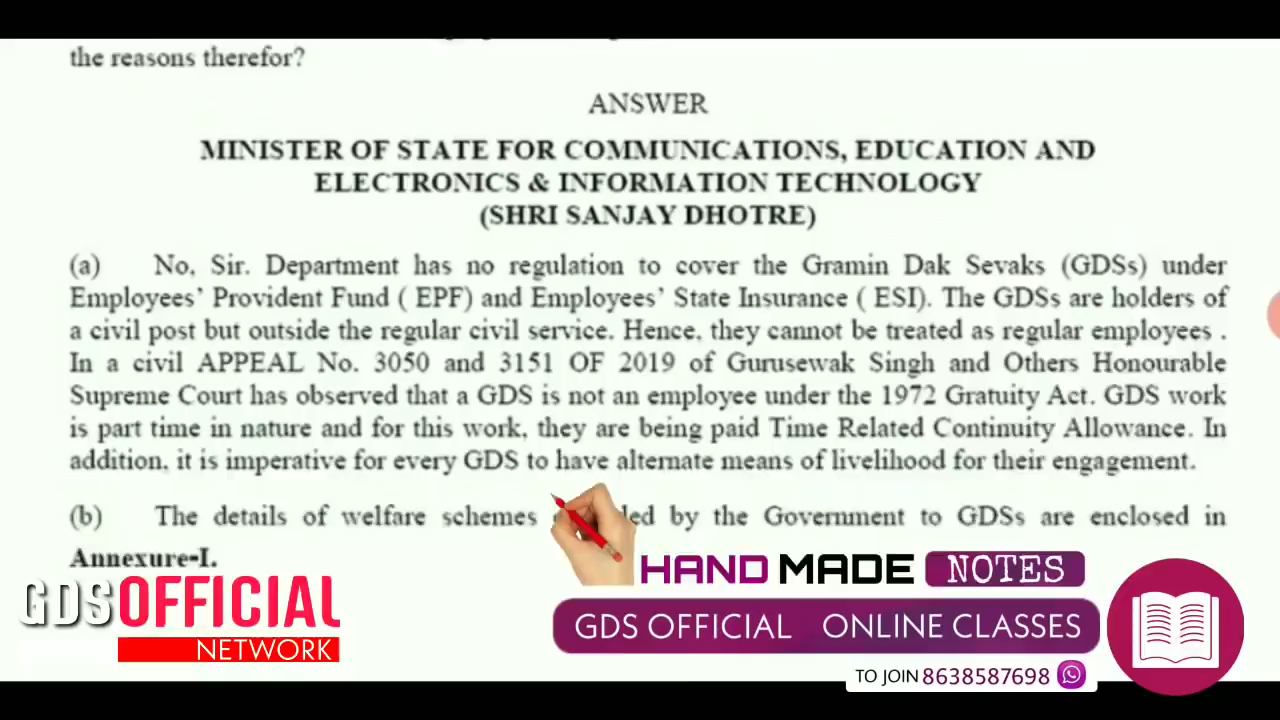 the reasons therefor?
ANSWER
MINISTER OF STATE FOR COMMUNICATIONS, EDUCATION AND
ELECTRONICS & INFORMATION TECHNOLOGY
(SHRI SANJAY DHOTRE)
(a) No, Sir. Department has no regulation to cover the Gramin Dak Sevaks (GDSs) under
Employees' Provident Fund ( EPF) and Employees' State Insurance ( ESI). The GDSs are holders of
a civil post but outside the regular civil service. Hence, they cannot be treated as regular employees .
In a civil APPEAL No. 3050 and 3151 OF 2019 of Gurusewak Singh and Others Honourable
Supreme Court has observed that a GDS is not an employee under the 1972 Gratuity Act. GDS work
is part time in nature and for this work, they are being paid Time Related Continuity Allowance. In
addition, it is imperative for every GDS to have alternate means of livelihood for their engagement.
(b) The details of welfare schemes by the Government to GDSs are enclosed in
Annexure-I.
HAND MADE NOTES
GDS OFFICIAL
NETWORK
GDS OFFICIAL ONLINE CLASSES
TO JOIN 8638587698